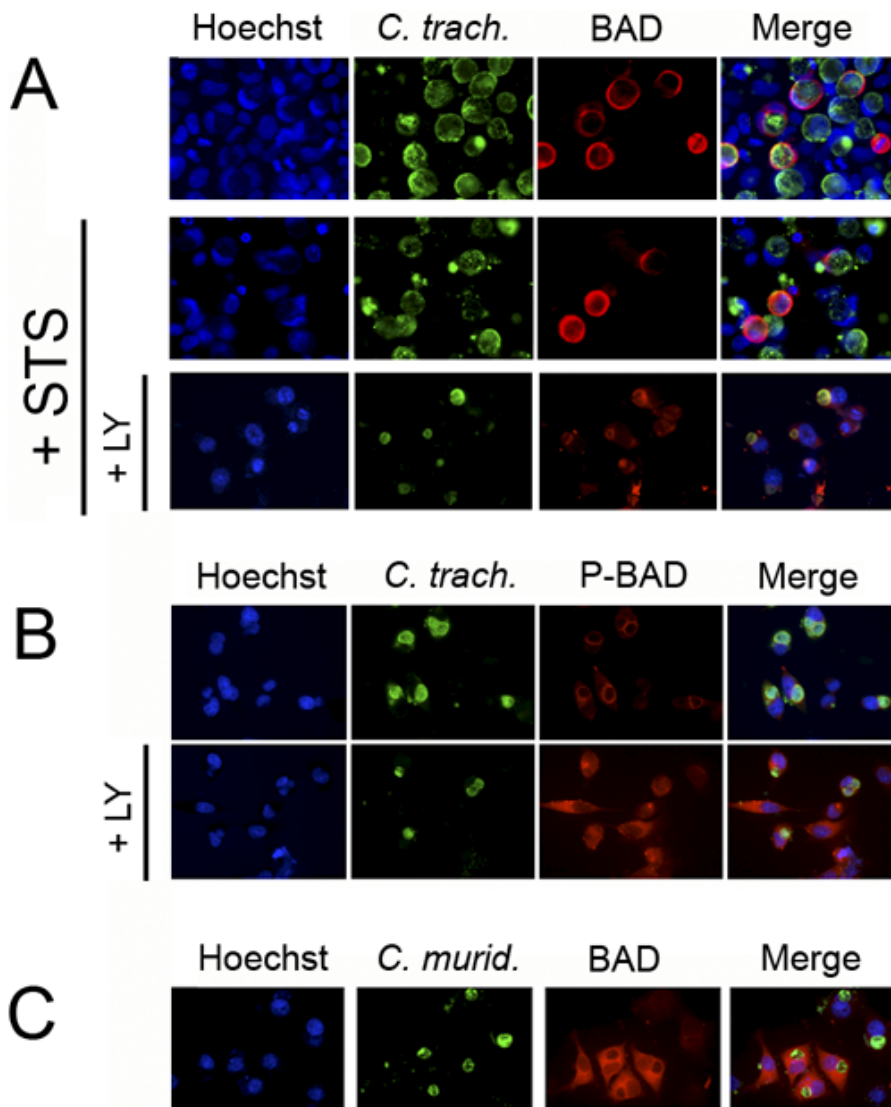 Hoechst C. trach. BAD Merge
A
+ STS
+ LY
Hoechst C. trach. P-BAD Merge
B
+ LY
Hoechst C. murid. BAD Merge
C